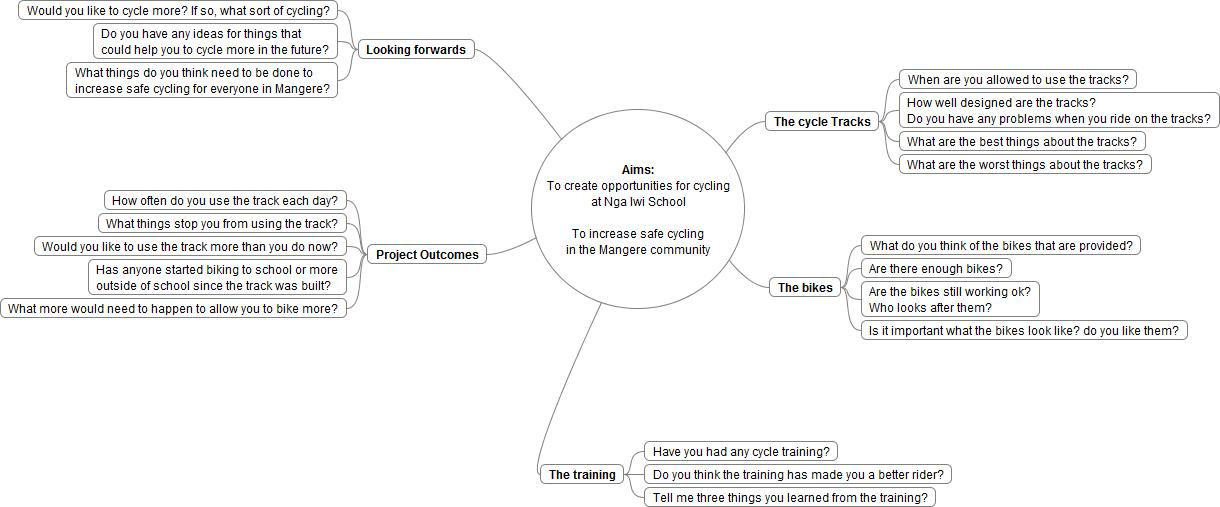 Would you like to cycle more? If so, what sort of cycling?
Do you have any ideas for things that
could help you to cycle more in the future?
What things do you think need to be done to
increase safe cycling for everyone in Mangere?
Looking forwards
Aims:
To create opportunities for cycling
at Nga Iwi School
To increase safe cycling
in the Mangere community
The cycle Tracks
When are you allowed to use the tracks?
How well designed are the tracks?
Do you have any problems when you ride on the tracks?
What are the best things about the tracks?
What are the worst things about the tracks?
How often do you use the track each day?
What things stop you from using the track?
Would you like to use the track more than you do now?
Has anyone started biking to school or more
outside of school since the track was built?
What more would need to happen to allow you to bike more?
Project Outcomes
The bikes
What do you think of the bikes that are provided?
Are there enough bikes?
Are the bikes still working ok?
Who looks after them?
Is it important what the bikes look like? do you like them?
The training
Have you had any cycle training?
Do you think the training has made you a better rider?
Tell me three things you learned from the training?